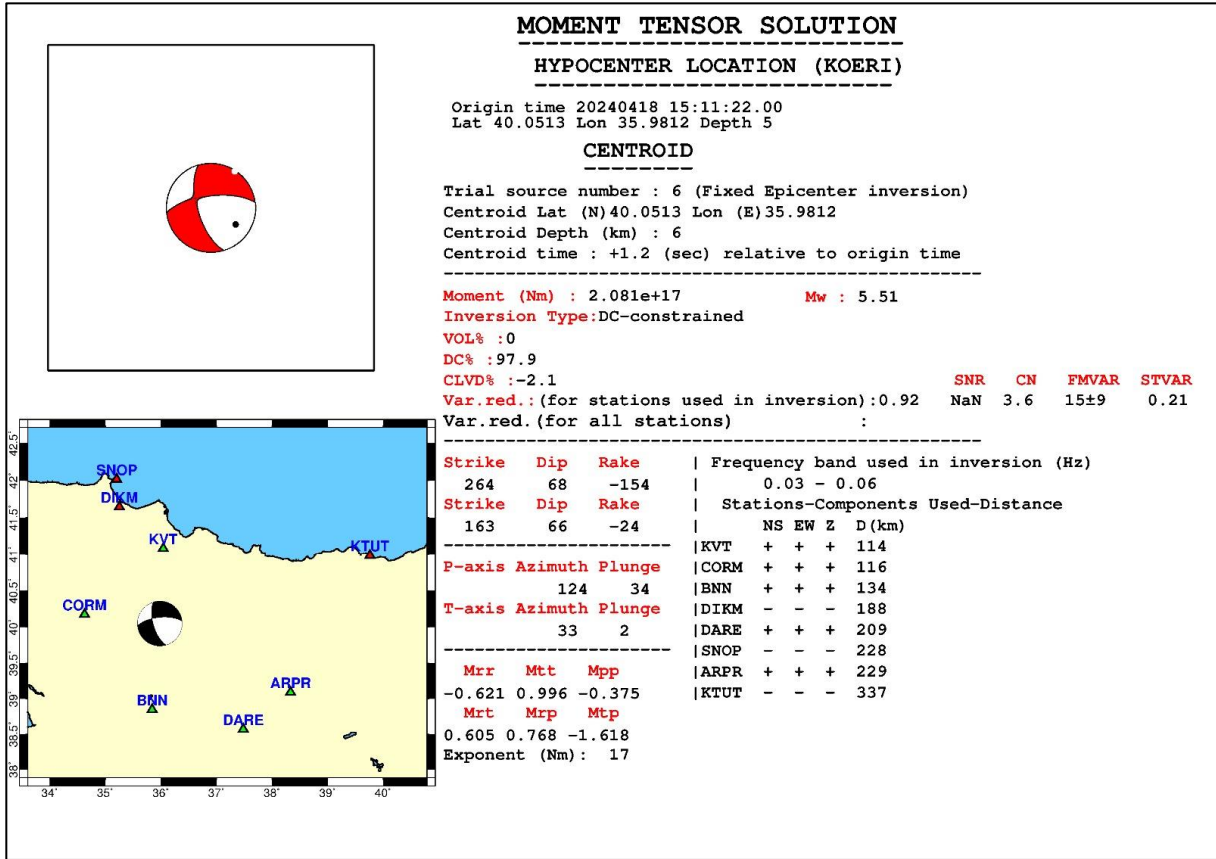 MOMENT TENSOR SOLUTION
HYPOCENTER LOCATION (KOERI)
Origin time 20240418 15:11:22.00
Lat 40.0513 Lon 35.9812 Depth 5
CENTROID
Trial source number : 6 (Fixed Epicenter inversion)
Centroid Lat (N)40.0513 Lon (E)35.9812
Centroid Depth (km) : 6
Centroid time : +1.2 (sec) relative to origin time
Moment (Nm) : 2.081e+17 Mw : 5.51
Inversion Type:DC-constrained
VOL% :0
DC% :97.9
CLVD% :-2.1 SNR CN FMVAR STVAR
Var.red.:(for stations used in inversion):0.92 NaN 3.6 15±9 0.21
Var.red.(for all stations) :
Strike Dip Rake
264 68 -154
Strike Dip Rake
163 66 -24
P-axis Azimuth Plunge
124 34
T-axis Azimuth Plunge
33 2
Mrr Mtt Mpp
-0.621 0.996 -0.375
Mrt Mrp Mtp
0.605 0.768 -1.618
Exponent (Nm): 17
| Frequency band used in inversion (Hz)
| 0.03 - 0.06
| Stations-Components Used-Distance
| NS EW Z D(km)
|KVT + + + 114
|CORM + + + 116
|BNN + + + 134
|DIKM - - - 188
|DARE + + + 209
|SNOP - - - 228
|ARPR + + + 229
|KTUT - - - 337
SNOP
DIKM
KVT
KTUT
CORM
ARPR
BNN
DARE
42.5˚
42˚
41.5˚
41˚
40.5˚
40˚
39.5˚
39˚
38.5˚
38˚
34˚ 35˚ 36˚ 37˚ 38˚ 39˚ 40˚